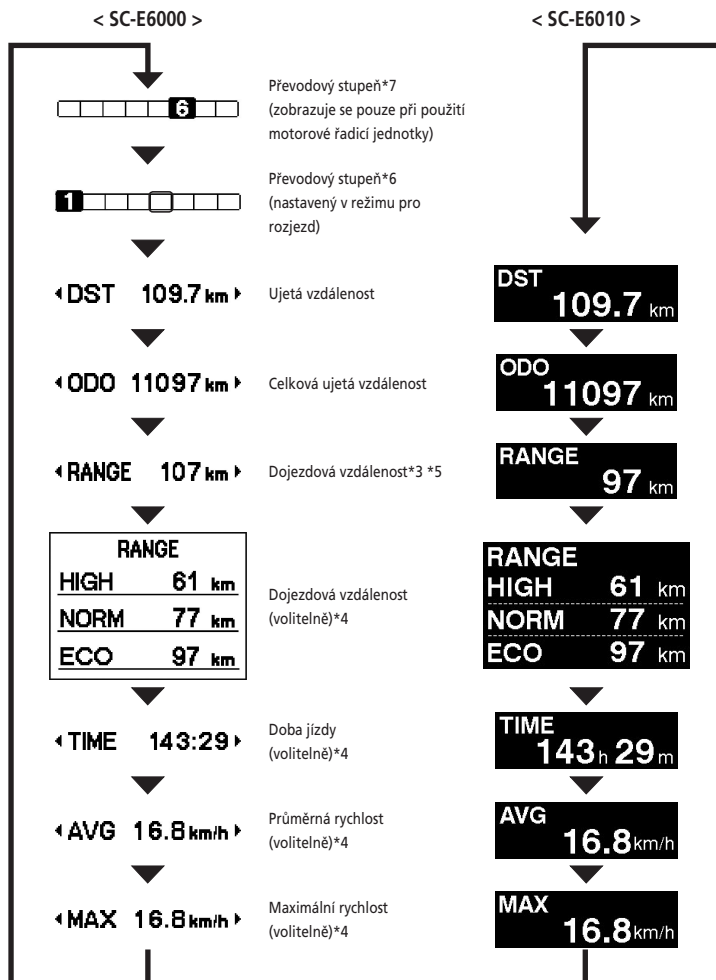 < SC-E6000 >
< SC-E6010 >
Převodový stupeň*7
(zobrazuje se pouze při použití
motorové řadicí jednotky)
6
Převodový stupeň*6
(nastavený v režimu pro
rozjezd)
1
DST 109.7 km
Ujetá vzdálenost
DST
109.7 km
ODO 11097 km
Celková ujetá vzdálenost
ODO
11097 km
RANGE 107 km
Dojezdová vzdálenost*3 *5
RANGE
97 km
RANGE
HIGH 61 km
NORM 77 km
ECO 97 km
Dojezdová vzdálenost
(volitelně)*4
RANGE
HIGH 61 km
NORM 77 km
ECO 97 km
TIME 143:29
Doba jízdy
(volitelně)*4
TIME
143 h 29 m
AVG 16.8 km/h
Průměrná rychlost
(volitelně)*4
AVG
16.8 km/h
MAX 16.8 km/h
Maximální rychlost
(volitelně)*4
MAX
16.8 km/h